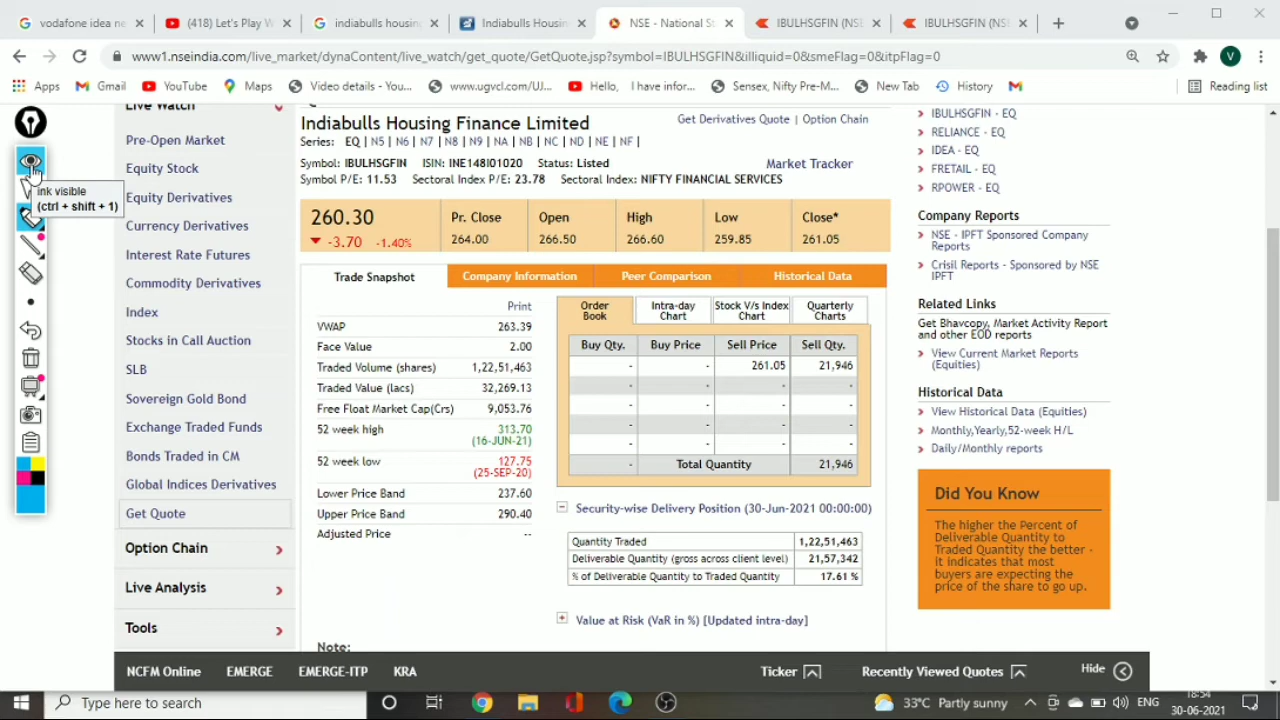 vodafone idea ne
(418) Let's Play W
indiabulls housing
Indiabulls Housin
NSE - National St
IBULHSGFIN (NSE
IBULHSGFIN (NSE
www1.nseindia.com/live_market/dynaContent/live_watch/get_quote/GetQuote.jsp?symbol=IBULHSGFIN&illiquid=0&smeFlag=0&itpFlag=0
V
Apps
Gmail
YouTube
Maps
Video details - You...
www.ugvcl.com/UJ...
Hello, I have infor...
Sensex, Nifty Pre-M...
New Tab
History
Reading list
ink visible
(ctrl + shift + 1)
Live Watch
Pre-Open Market
Equity Stock
Equity Derivatives
Currency Derivatives
Interest Rate Futures
Commodity Derivatives
Index
Stocks in Call Auction
SLB
Sovereign Gold Bond
Exchange Traded Funds
Bonds Traded in CM
Global Indices Derivatives
Get Quote
Option Chain
Live Analysis
Tools
Indiabulls Housing Finance Limited
Get Derivatives Quote | Option Chain
Series: EQ | N5 | N6 | N7 | N8 | N9 | NA | NB | NC | ND | NE | NF |
Symbol: IBULHSGFIN ISIN: INE148I01020 Status: Listed
Market Tracker
Symbol P/E: 11.53 Sectoral Index P/E: 23.78 Sectoral Index: NIFTY FINANCIAL SERVICES
260.30 Pr. Close Open High Low Close*
-3.70 -1.40% 264.00 266.50 266.60 259.85 261.05
Trade Snapshot Company Information Peer Comparison Historical Data
Print
VWAP 263.39
Face Value 2.00
Traded Volume (shares) 1,22,51,463
Traded Value (lacs) 32,269.13
Free Float Market Cap(Crs) 9,053.76
52 week high 313.70
(16-JUN-21)
52 week low 127.75
(25-SEP-20)
Lower Price Band 237.60
Upper Price Band 290.40
Adjusted Price --
Note:
Order Book
Intra-day Chart
Stock V/s Index Chart
Quarterly Charts
Buy Qty. Buy Price Sell Price Sell Qty.
- - 261.05 21,946
- - - -
- - - -
- - - -
- - - -
- Total Quantity 21,946
Security-wise Delivery Position (30-Jun-2021 00:00:00)
Quantity Traded 1,22,51,463
Deliverable Quantity (gross across client level) 21,57,342
% of Deliverable Quantity to Traded Quantity 17.61 %
Value at Risk (VaR in %) [Updated intra-day]
IBULHSGFIN - EQ
RELIANCE - EQ
IDEA - EQ
FRETAIL - EQ
RPOWER - EQ
Company Reports
NSE - IPFT Sponsored Company
Reports
Crisil Reports - Sponsored by NSE
IPFT
Related Links
Get Bhavcopy, Market Activity Report
and other EOD reports
View Current Market Reports
(Equities)
Historical Data
View Historical Data (Equities)
Monthly,Yearly,52-week H/L
Daily/Monthly reports
Did You Know
The higher the Percent of
Deliverable Quantity to
Traded Quantity the better -
it indicates that most
buyers are expecting the
price of the share to go up.
NCFM Online EMERGE EMERGE-ITP KRA
Ticker
Recently Viewed Quotes
Hide
Type here to search
33°C Partly sunny
ENG
18:54
30-06-2021